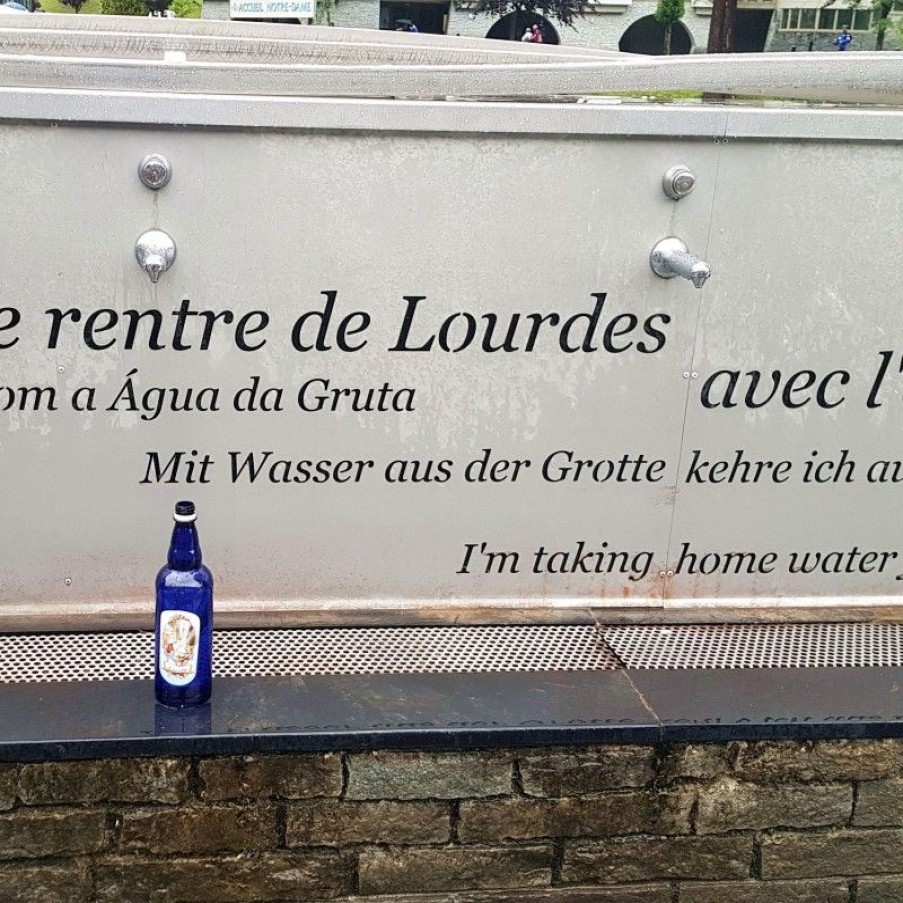 ACCUEIL NOTRE-DAME
e rentre de Lourdes
om a Água da Gruta
avec l'
Mit Wasser aus der Grotte kehre ich au
I'm taking home water